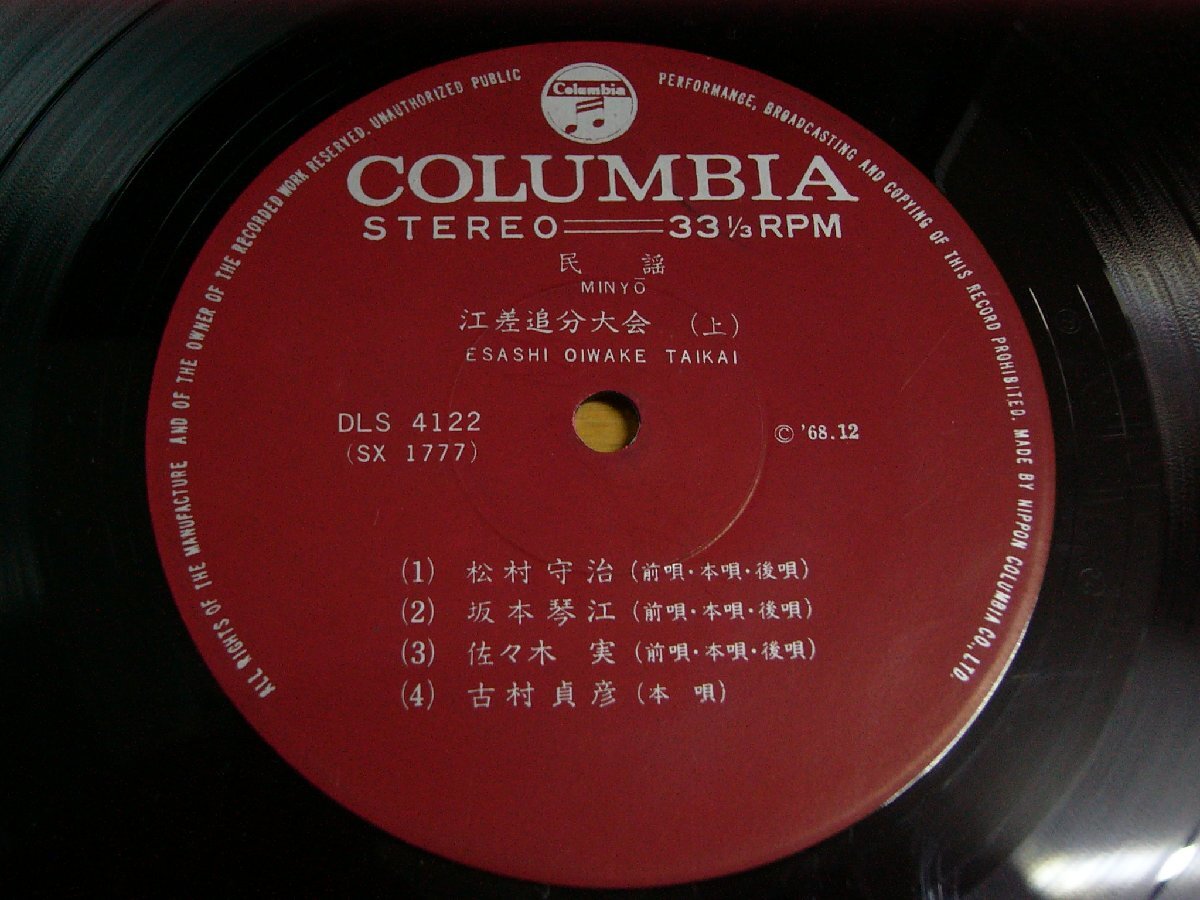 Columbia
COLUMBIA
STEREO 33 1/3 RPM
民謡
MINYŌ
江差追分大会 (上)
ESASHI OIWAKE TAIKAI
DLS 4122
(SX 1777)
© '68.12
(1) 松村守治 (前唄・本唄・後唄)
(2) 坂本琴江 (前唄・本唄・後唄)
(3) 佐々木 実 (前唄・本唄・後唄)
(4) 古村貞彦 (本 唄)
ALL RIGHTS OF THE MANUFACTURE AND OF THE OWNER OF THE RECORDED WORK RESERVED. UNAUTHORIZED PUBLIC PERFORMANCE, BROADCASTING AND COPYING OF THIS RECORD PROHIBITED. MADE BY NIPPON COLUMBIA CO., LTD.